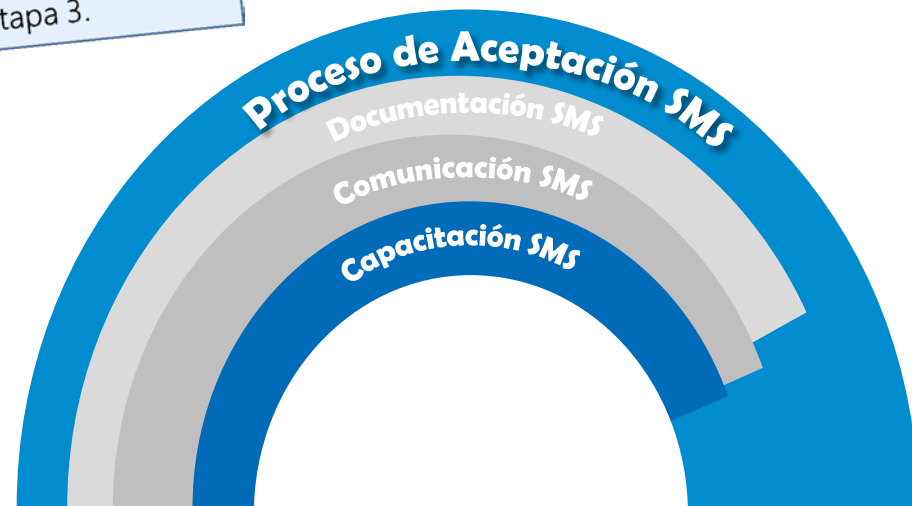 tapa 3.
Proceso de Aceptación SMS
Documentación SMS
Comunicación SMS
Capacitación SMS